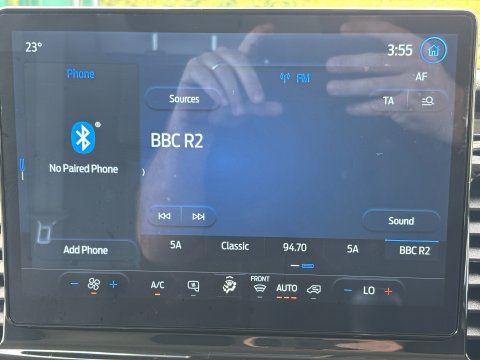 23°
3:55
Phone
FM
AF
Sources
TA
BBC R2
No Paired Phone
Sound
Add Phone
5A
Classic
94.70
5A
BBC R2
A/C
FRONT
AUTO
- LO +